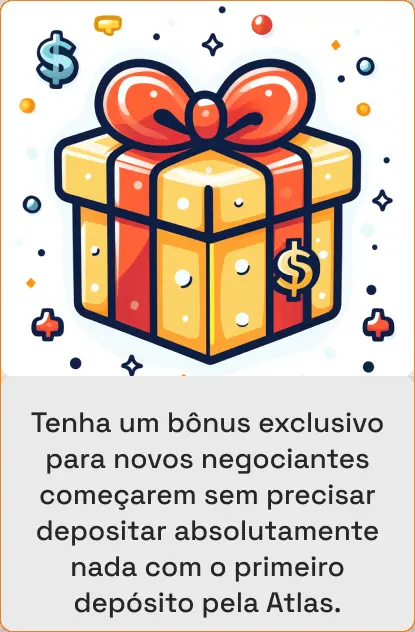 $
$
Tenha um bônus exclusivo
para novos negociantes
começarem sem precisar
depositar absolutamente
nada com o primeiro
depósito pela Atlas.